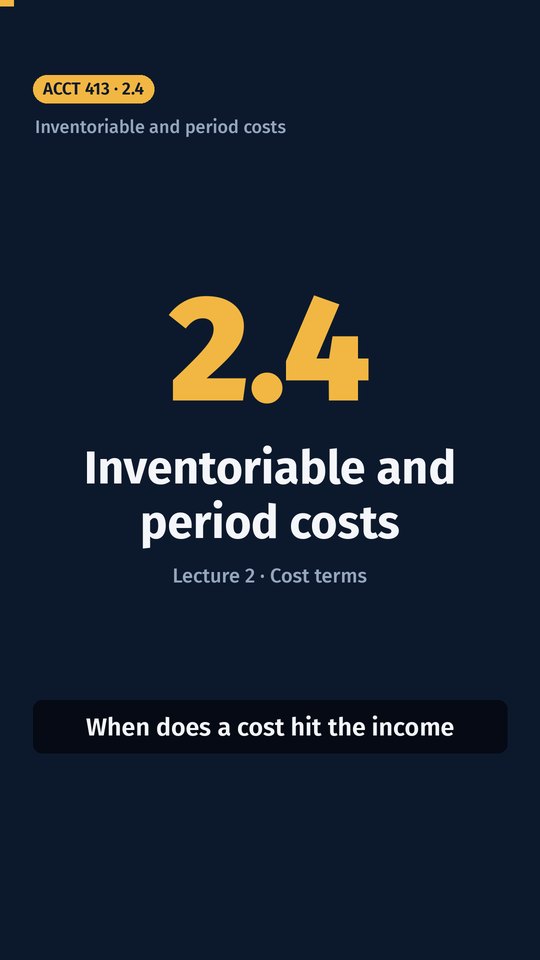 ACCT 413 · 2.4
Inventoriable and period costs
2.4
Inventoriable and
period costs
Lecture 2 · Cost terms
When does a cost hit the income